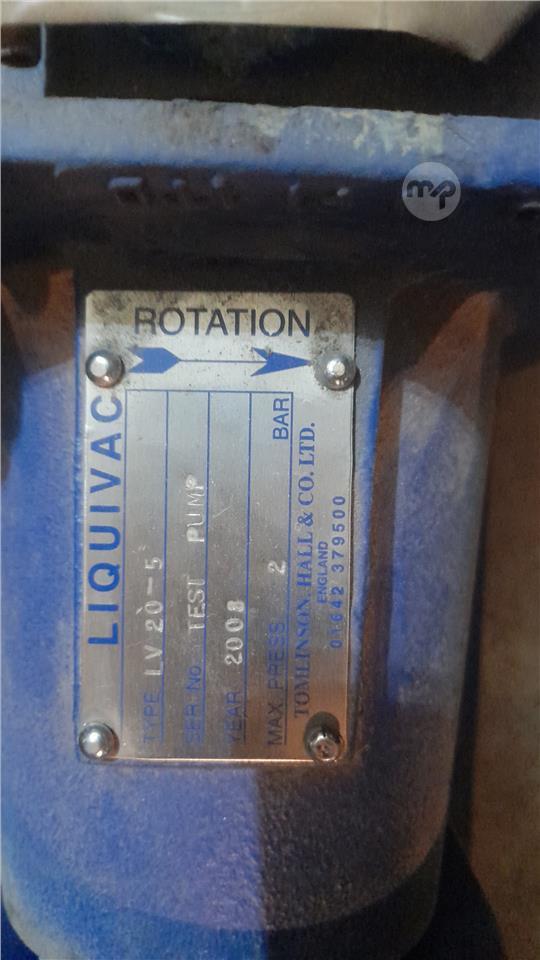 mp
ROTATION
LIQUIVAC
TYPE LV 20-5
SER.NO. TEST PUMP
YEAR 2008
MAX.PRESS 2 BAR
TOMLINSON HALL & CO. LTD.
ENGLAND
01642 379500